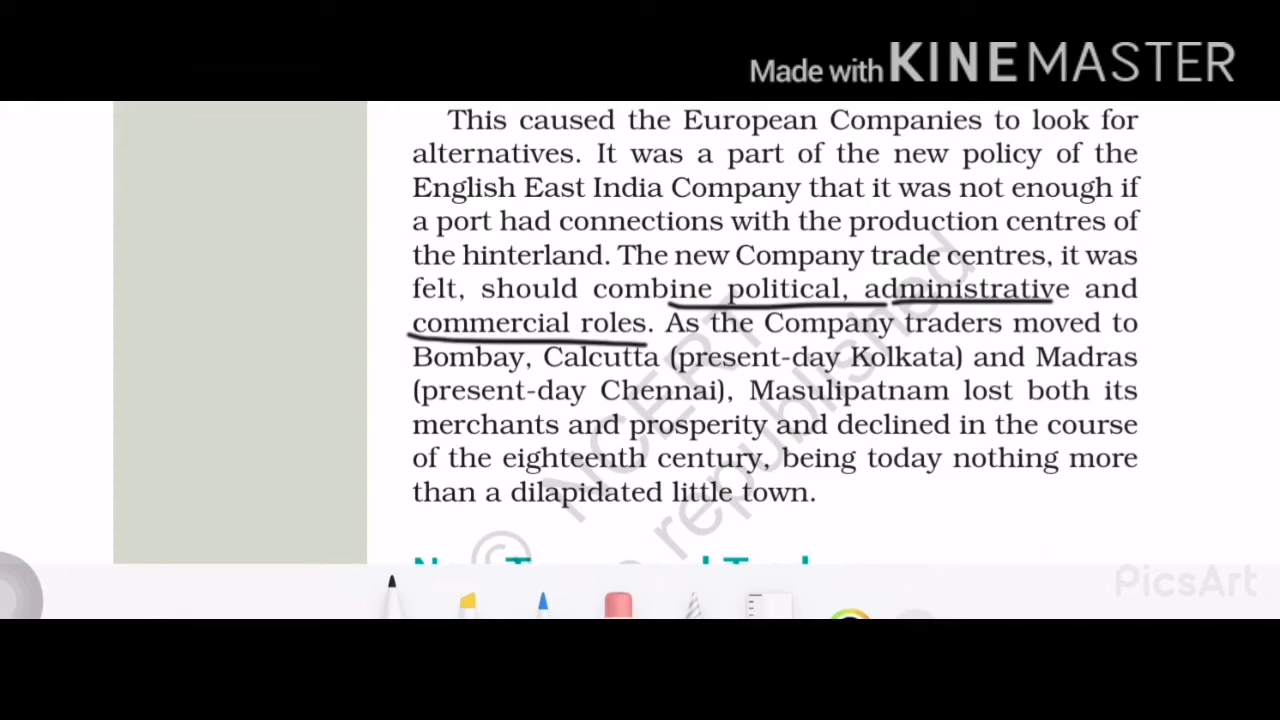 Made with KINEMASTER
This caused the European Companies to look for
alternatives. It was a part of the new policy of the
English East India Company that it was not enough if
a port had connections with the production centres of
the hinterland. The new Company trade centres, it was
felt, should combine political, administrative and
commercial roles. As the Company traders moved to
Bombay, Calcutta (present-day Kolkata) and Madras
(present-day Chennai), Masulipatnam lost both its
merchants and prosperity and declined in the course
of the eighteenth century, being today nothing more
than a dilapidated little town.
© NCERT
republished
PicsArt